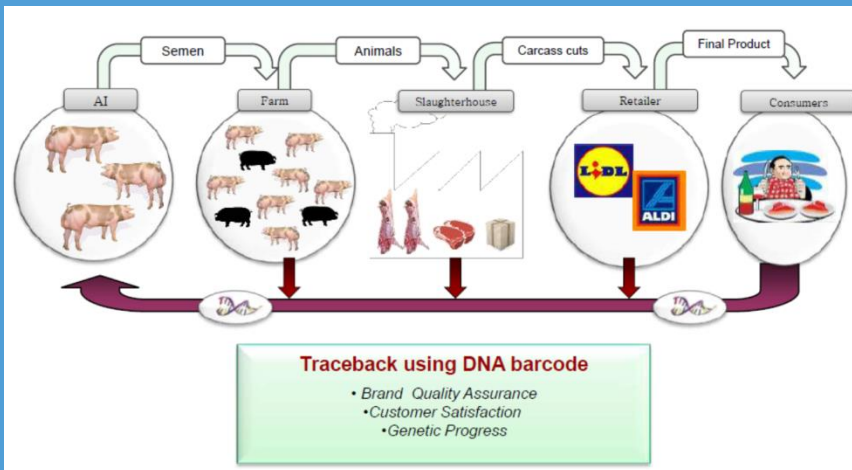 Semen
Animals
Carcass cuts
Final Product
AI
Farm
Slaughterhouse
Retailer
Consumers
LiDL
ALDI
Traceback using DNA barcode
• Brand Quality Assurance
•Customer Satisfaction
•Genetic Progress